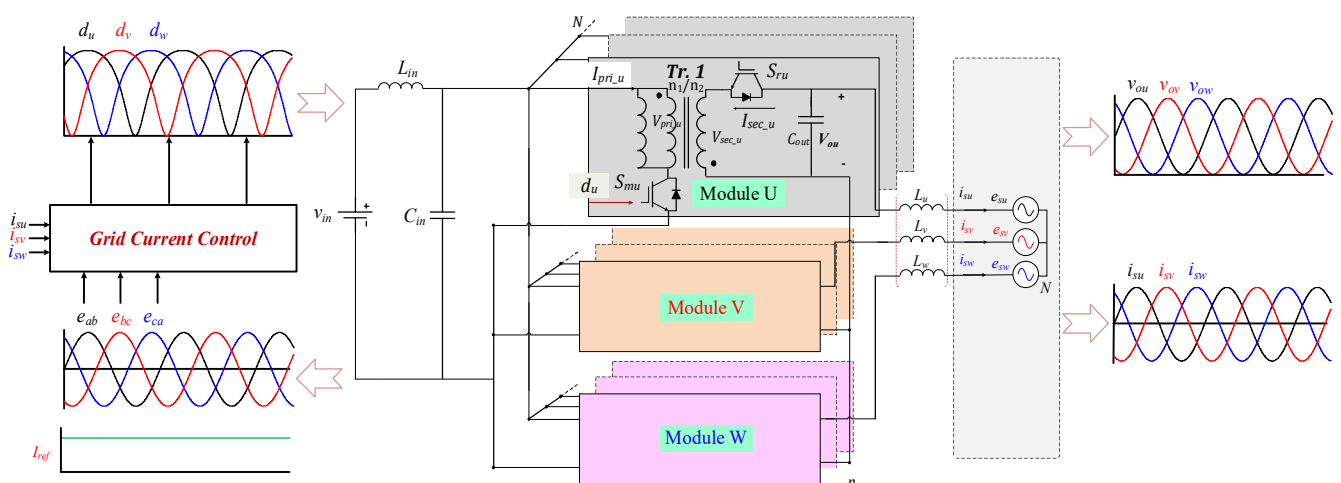 d_u d_v d_w
Grid Current Control
i_su
i_sv
i_sw
e_ab e_bc e_ca
I_ref
L_in
v_in
+
-
C_in
N
I_pri_u
Tr. 1
n1/n2
V_pri_u
V_sec_u
S_ru
I_sec_u
C_out
+
V_ou
-
d_u
S_mu
Module U
Module V
Module W
n
L_u i_su e_su
L_v i_sv e_sv
L_w i_sw e_sw
N
v_ou v_ov v_ow
i_su i_sv i_sw